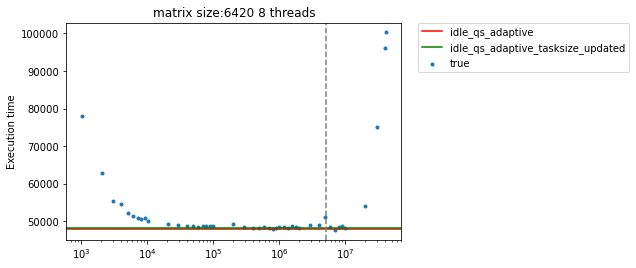 matrix size:6420 8 threads
Execution time
100000
90000
80000
70000
60000
50000
10³
10⁴
10⁵
10⁶
10⁷
idle_qs_adaptive
idle_qs_adaptive_tasksize_updated
true